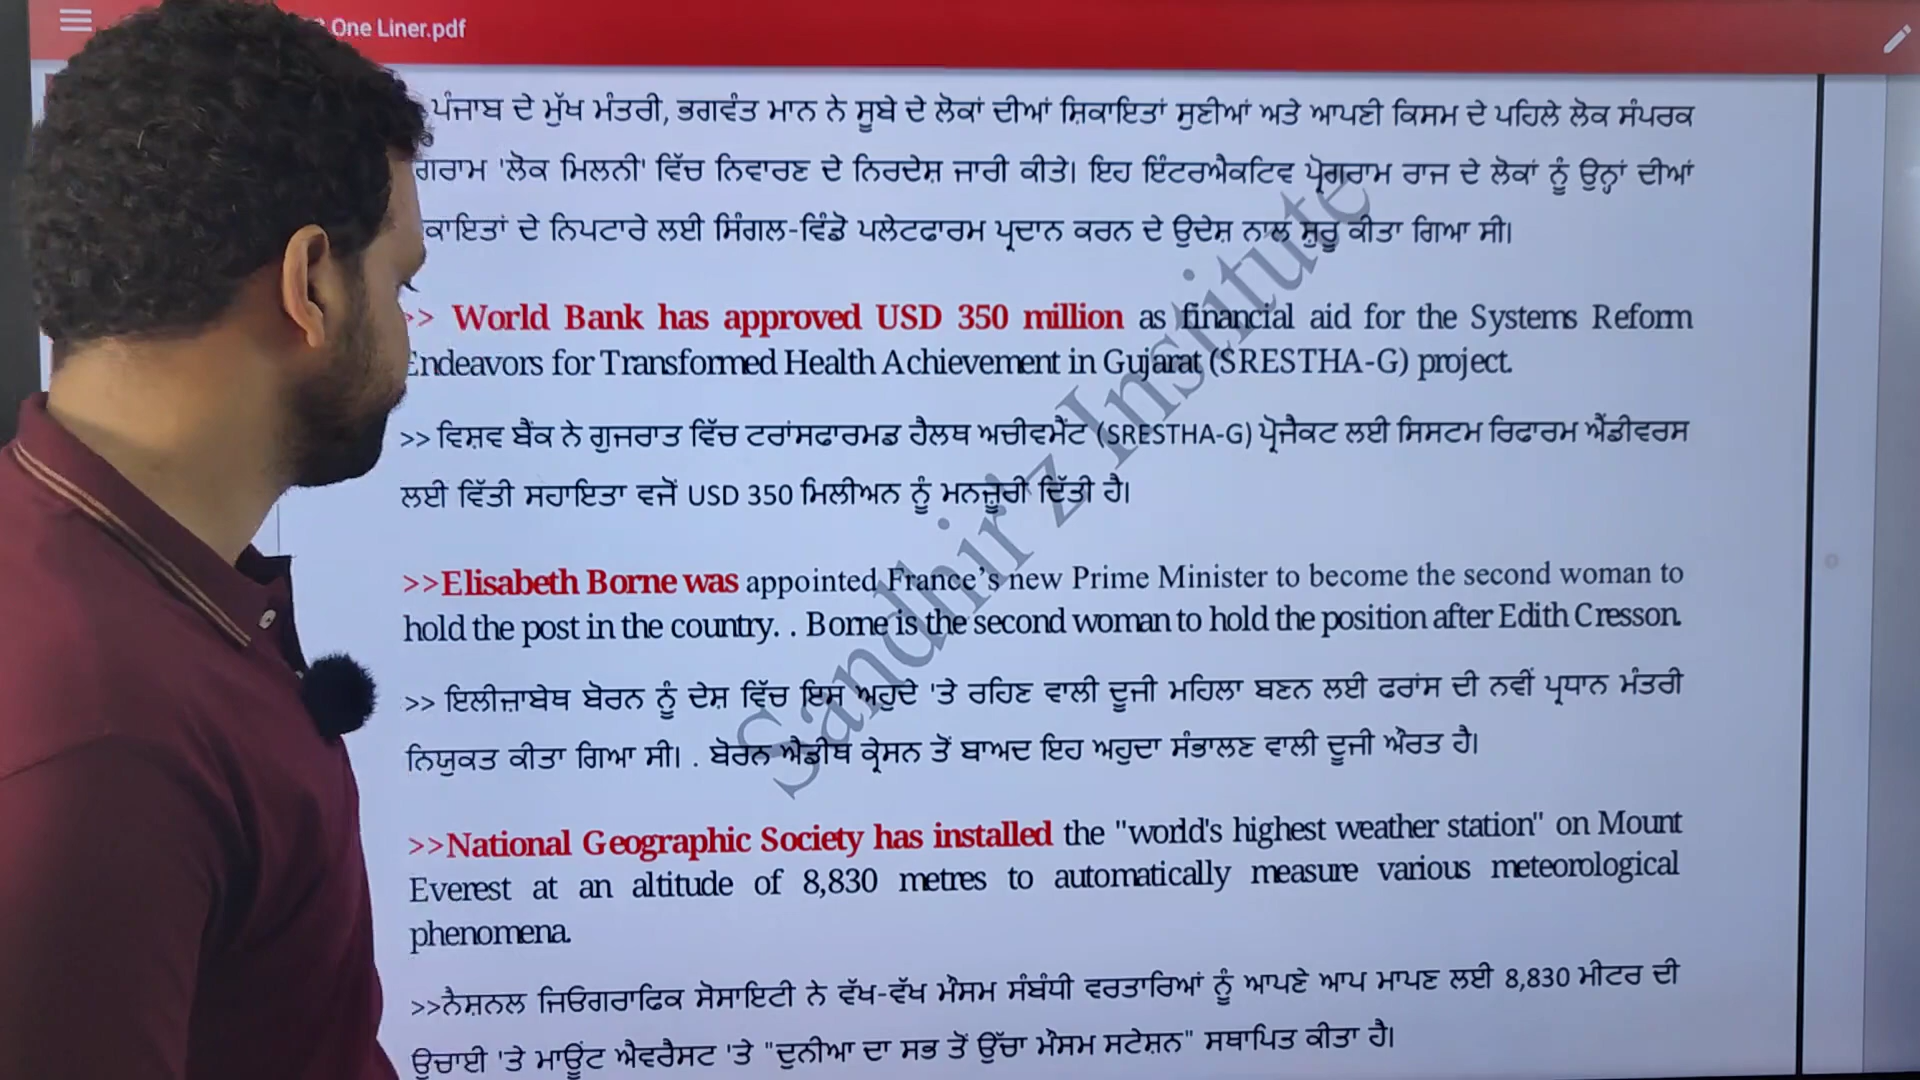 One Liner.pdf
ਪੰਜਾਬ ਦੇ ਮੁੱਖ ਮੰਤਰੀ, ਭਗਵੰਤ ਮਾਨ ਨੇ ਸੂਬੇ ਦੇ ਲੋਕਾਂ ਦੀਆਂ ਸ਼ਿਕਾਇਤਾਂ ਸੁਣੀਆਂ ਅਤੇ ਆਪਣੀ ਕਿਸਮ ਦੇ ਪਹਿਲੇ ਲੋਕ ਸੰਪਰਕ
'ਲੋਕ ਮਿਲਨੀ' ਵਿੱਚ ਨਿਵਾਰਣ ਦੇ ਨਿਰਦੇਸ਼ ਜਾਰੀ ਕੀਤੇ। ਇਹ ਇੰਟਰਐਕਟਿਵ ਪ੍ਰੋਗਰਾਮ ਰਾਜ ਦੇ ਲੋਕਾਂ ਨੂੰ ਉਨ੍ਹਾਂ ਦੀਆਂ
ਦੇ ਨਿਪਟਾਰੇ ਲਈ ਸਿੰਗਲ-ਵਿੰਡੋ ਪਲੇਟਫਾਰਮ ਪ੍ਰਦਾਨ ਕਰਨ ਦੇ ਉਦੇਸ਼ ਨਾਲ ਸ਼ੁਰੂ ਕੀਤਾ ਗਿਆ ਸੀ।
>> World Bank has approved USD 350 million as financial aid for the Systems Reform
Endeavors for Transformed Health Achievement in Gujarat (SRESTHA-G) project.
>> ਵਿਸ਼ਵ ਬੈਂਕ ਨੇ ਗੁਜਰਾਤ ਵਿੱਚ ਟਰਾਂਸਫਾਰਮਡ ਹੈਲਥ ਅਚੀਵਮੈਂਟ (SRESTHA-G) ਪ੍ਰੋਜੈਕਟ ਲਈ ਸਿਸਟਮ ਰਿਫਾਰਮ ਐਂਡੀਵਰਸ
ਲਈ ਵਿੱਤੀ ਸਹਾਇਤਾ ਵਜੋਂ USD 350 ਮਿਲੀਅਨ ਨੂੰ ਮਨਜ਼ੂਰੀ ਦਿੱਤੀ ਹੈ।
>>Elisabeth Borne was appointed France's new Prime Minister to become the second woman to
hold the post in the country. . Borne is the second woman to hold the position after Edith Cresson.
>> ਇਲੀਜ਼ਾਬੇਥ ਬੋਰਨ ਨੂੰ ਦੇਸ਼ ਵਿੱਚ ਇਸ ਅਹੁਦੇ 'ਤੇ ਰਹਿਣ ਵਾਲੀ ਦੂਜੀ ਮਹਿਲਾ ਬਣਨ ਲਈ ਫਰਾਂਸ ਦੀ ਨਵੀਂ ਪ੍ਰਧਾਨ ਮੰਤਰੀ
ਨਿਯੁਕਤ ਕੀਤਾ ਗਿਆ ਸੀ। . ਬੋਰਨ ਐਡੀਥ ਕ੍ਰੇਸਨ ਤੋਂ ਬਾਅਦ ਇਹ ਅਹੁਦਾ ਸੰਭਾਲਣ ਵਾਲੀ ਦੂਜੀ ਔਰਤ ਹੈ।
>>National Geographic Society has installed the "world's highest weather station" on Mount
Everest at an altitude of 8,830 metres to automatically measure various meteorological
phenomena.
>>ਨੈਸ਼ਨਲ ਜਿਓਗਰਾਫਿਕ ਸੋਸਾਇਟੀ ਨੇ ਵੱਖ-ਵੱਖ ਮੌਸਮ ਸੰਬੰਧੀ ਵਰਤਾਰਿਆਂ ਨੂੰ ਆਪਣੇ ਆਪ ਮਾਪਣ ਲਈ 8,830 ਮੀਟਰ ਦੀ
ਉਚਾਈ 'ਤੇ ਮਾਊਂਟ ਐਵਰੈਸਟ 'ਤੇ "ਦੁਨੀਆ ਦਾ ਸਭ ਤੋਂ ਉੱਚਾ ਮੌਸਮ ਸਟੇਸ਼ਨ" ਸਥਾਪਿਤ ਕੀਤਾ ਹੈ।
Sandhir'z Institute